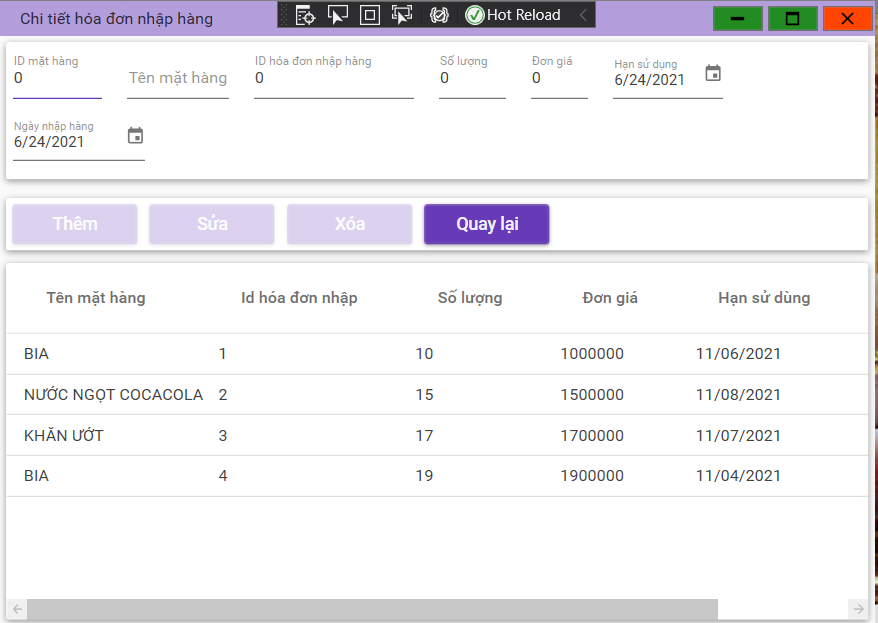 Chi tiết hóa đơn nhập hàng
Hot Reload
ID mặt hàng
0
Tên mặt hàng
ID hóa đơn nhập hàng
0
Số lượng
0
Đơn giá
0
Hạn sử dụng
6/24/2021
Ngày nhập hàng
6/24/2021
Thêm Sửa Xóa Quay lại
Tên mặt hàng Id hóa đơn nhập Số lượng Đơn giá Hạn sử dùng
BIA 1 10 1000000 11/06/2021
NƯỚC NGỌT COCACOLA 2 15 1500000 11/08/2021
KHĂN ƯỚT 3 17 1700000 11/07/2021
BIA 4 19 1900000 11/04/2021